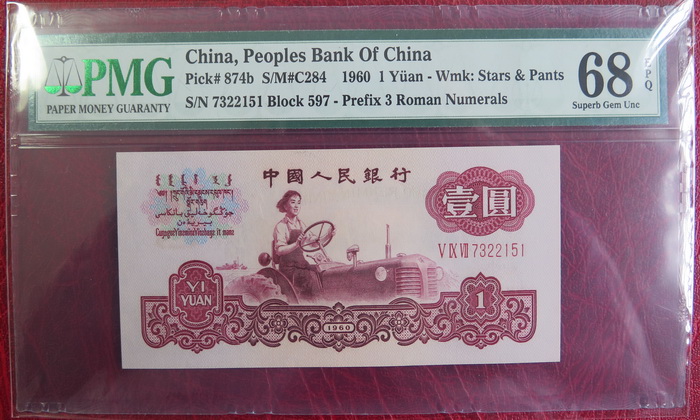 PMG
PAPER MONEY GUARANTY
China, Peoples Bank Of China
Pick# 874b S/M#C284 1960 1 Yüan - Wmk: Stars & Pants
S/N 7322151 Block 597 - Prefix 3 Roman Numerals
68 EPQ
Superb Gem Unc
中國人民銀行
壹圓
V IX VII 7322151
YI
YUAN
1960
1